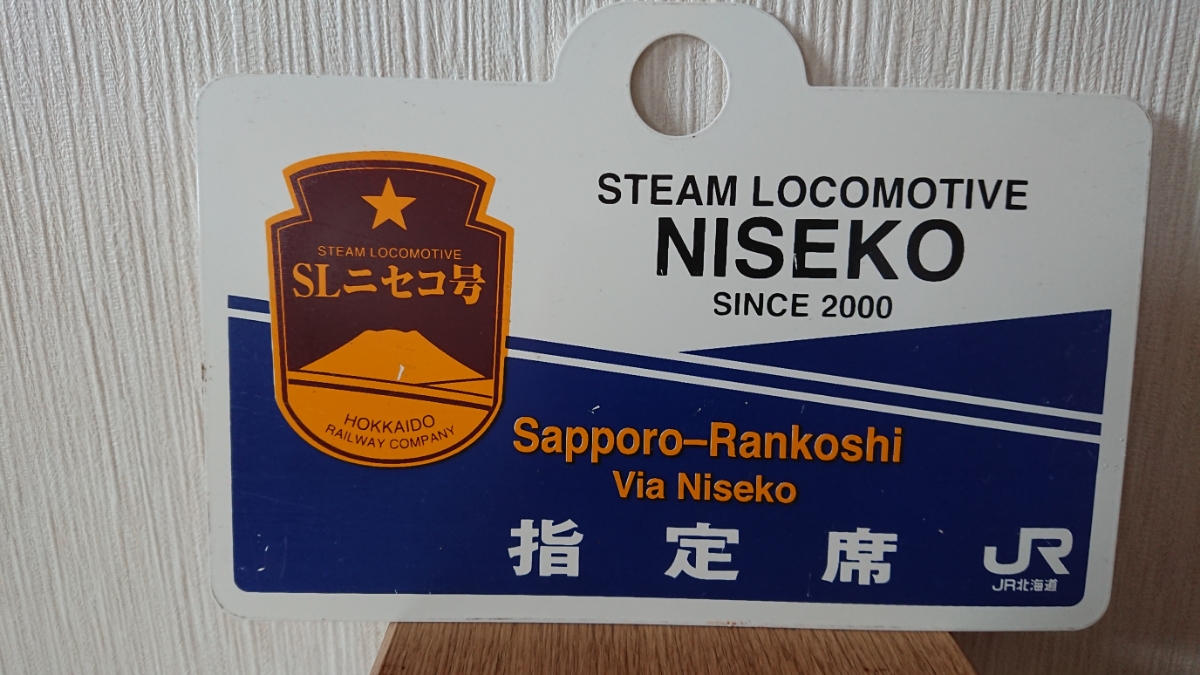 STEAM LOCOMOTIVE
SLニセコ号
HOKKAIDO
RAILWAY COMPANY
STEAM LOCOMOTIVE
NISEKO
SINCE 2000
Sapporo–Rankoshi
Via Niseko
指定席
JR
JR北海道